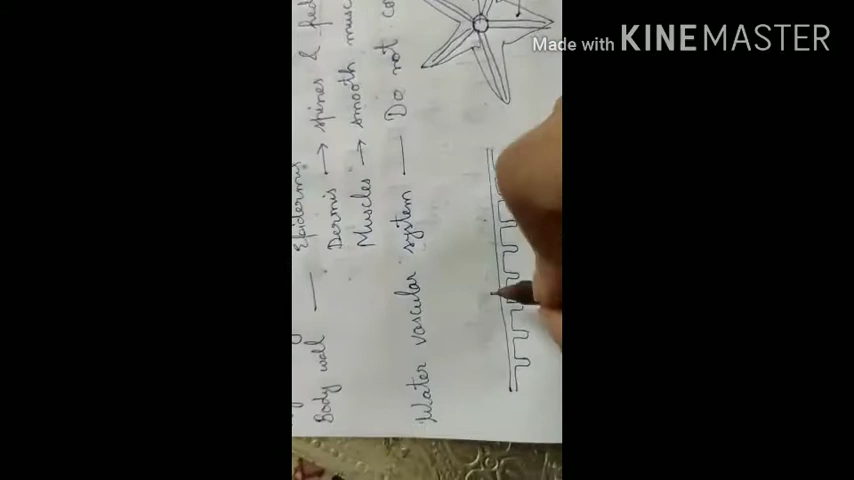 Body wall — Epidermis
Dermis → spines &
Muscles → smooth
Water vascular system — Do not
Made with KINEMASTER